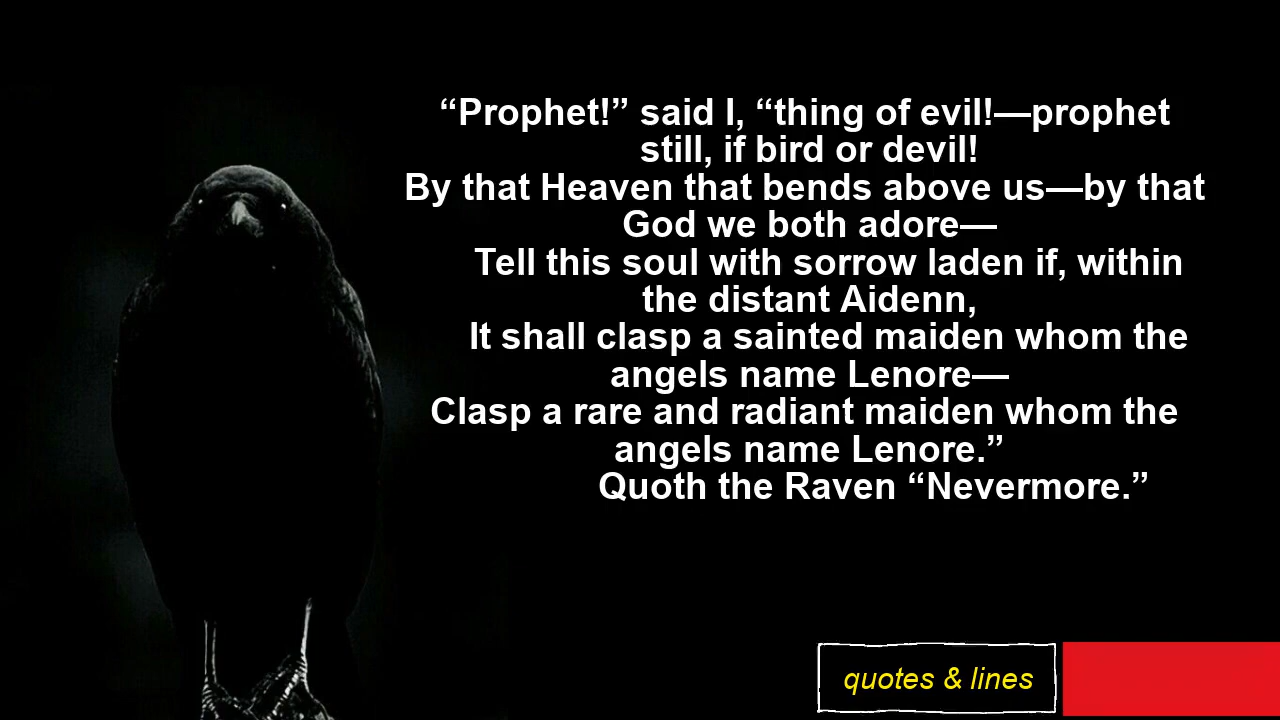 “Prophet!” said I, “thing of evil!—prophet
still, if bird or devil!
By that Heaven that bends above us—by that
God we both adore—
Tell this soul with sorrow laden if, within
the distant Aidenn,
It shall clasp a sainted maiden whom the
angels name Lenore—
Clasp a rare and radiant maiden whom the
angels name Lenore.”
Quoth the Raven “Nevermore.”
quotes & lines